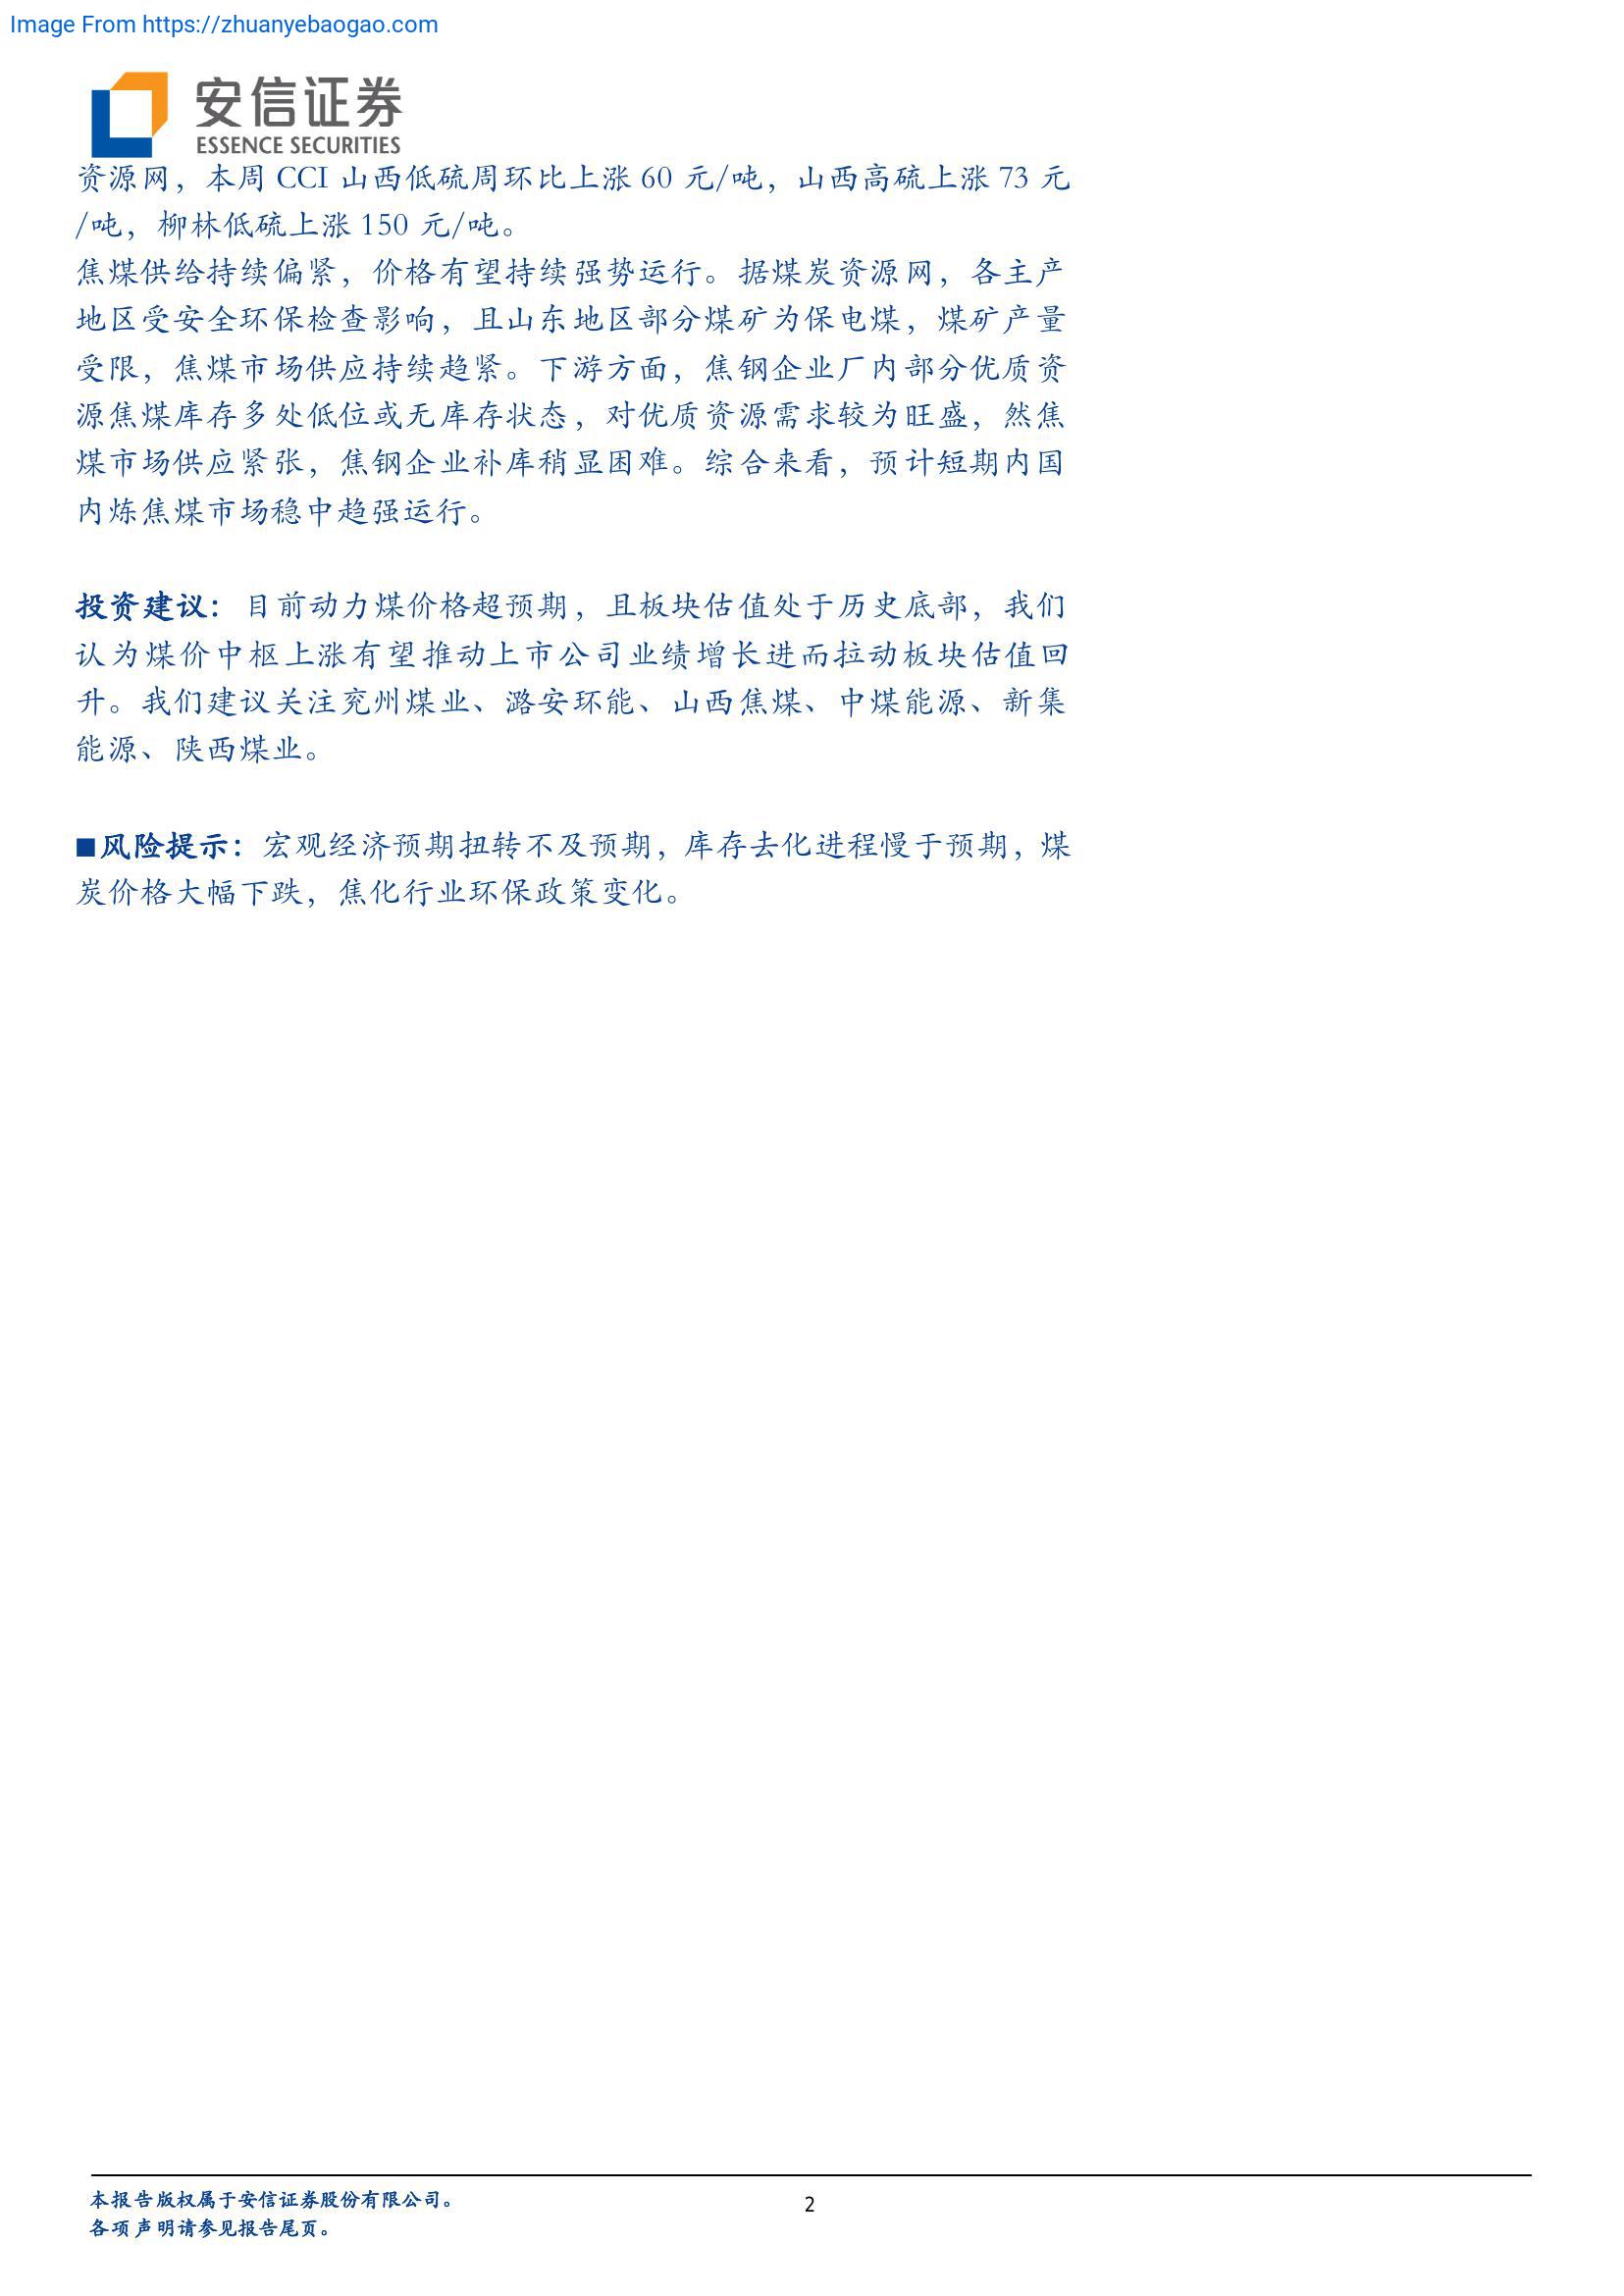 Image From https://zhuanyebaogao.com
安信证券
ESSENCE SECURITIES
资源网，本周 CCI 山西低硫周环比上涨 60 元/吨，山西高硫上涨 73 元
/吨，柳林低硫上涨 150 元/吨。
焦煤供给持续偏紧，价格有望持续强势运行。据煤炭资源网，各主产
地区受安全环保检查影响，且山东地区部分煤矿为保电煤，煤矿产量
受限，焦煤市场供应持续趋紧。下游方面，焦钢企业厂内部分优质资
源焦煤库存多处低位或无库存状态，对优质资源需求较为旺盛，然焦
煤市场供应紧张，焦钢企业补库稍显困难。综合来看，预计短期内国
内炼焦煤市场稳中趋强运行。
投资建议：目前动力煤价格超预期，且板块估值处于历史底部，我们
认为煤价中枢上涨有望推动上市公司业绩增长进而拉动板块估值回
升。我们建议关注兖州煤业、潞安环能、山西焦煤、中煤能源、新集
能源、陕西煤业。
■风险提示：宏观经济预期扭转不及预期，库存去化进程慢于预期，煤
炭价格大幅下跌，焦化行业环保政策变化。
本报告版权属于安信证券股份有限公司。
各项声明请参见报告尾页。
2